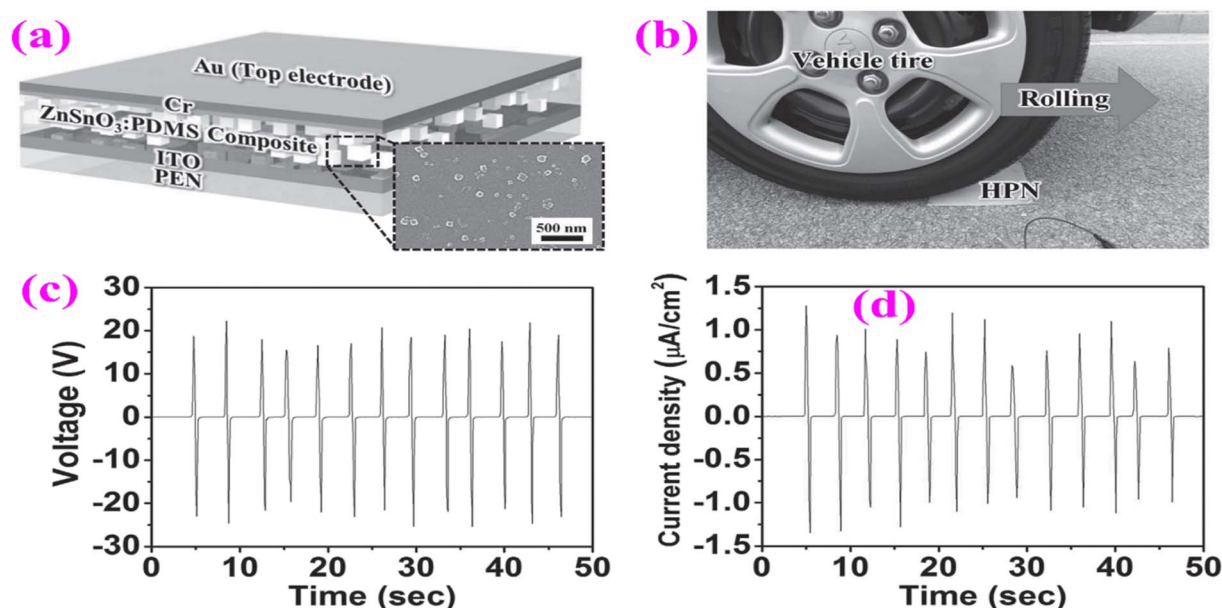 (a)
Au (Top electrode)
Cr
ZnSnO₃:PDMS Composite
ITO
PEN
500 nm
(b)
Vehicle tire
Rolling
HPN
(c)
30
20
10
0
-10
-20
-30
Voltage (V)
0 10 20 30 40 50
Time (sec)
(d)
1.5
1.0
0.5
0.0
-0.5
-1.0
-1.5
Current density (μA/cm²)
0 10 20 30 40 50
Time (sec)